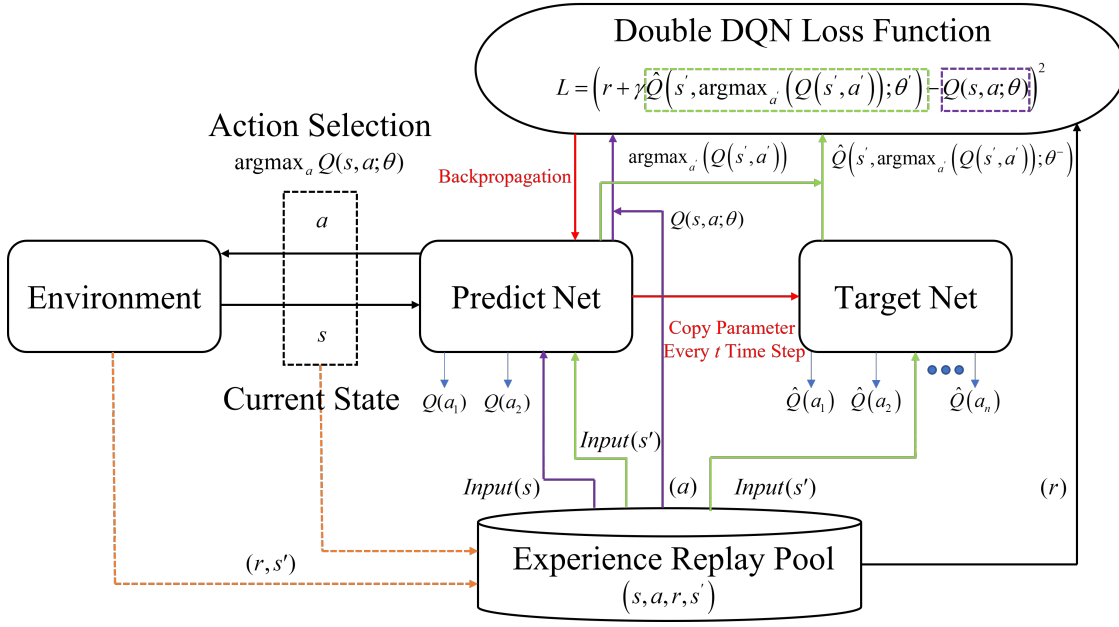 Double DQN Loss Function
L = (r + γQ̂(s′, argmax_a′(Q(s′, a′)); θ′) − Q(s, a; θ))²
Action Selection
argmax_a Q(s, a; θ)
argmax_a′(Q(s′, a′))
Q̂(s′, argmax_a′(Q(s′, a′)); θ⁻)
Backpropagation
a
Q(s, a; θ)
Environment
Predict Net
Target Net
s
Copy Parameter
Every t Time Step
Current State
Q(a₁)
Q(a₂)
Q̂(a₁)
Q̂(a₂)
Q̂(aₙ)
Input(s′)
Input(s)
(a)
Input(s′)
(r)
(r, s′)
Experience Replay Pool
(s, a, r, s′)